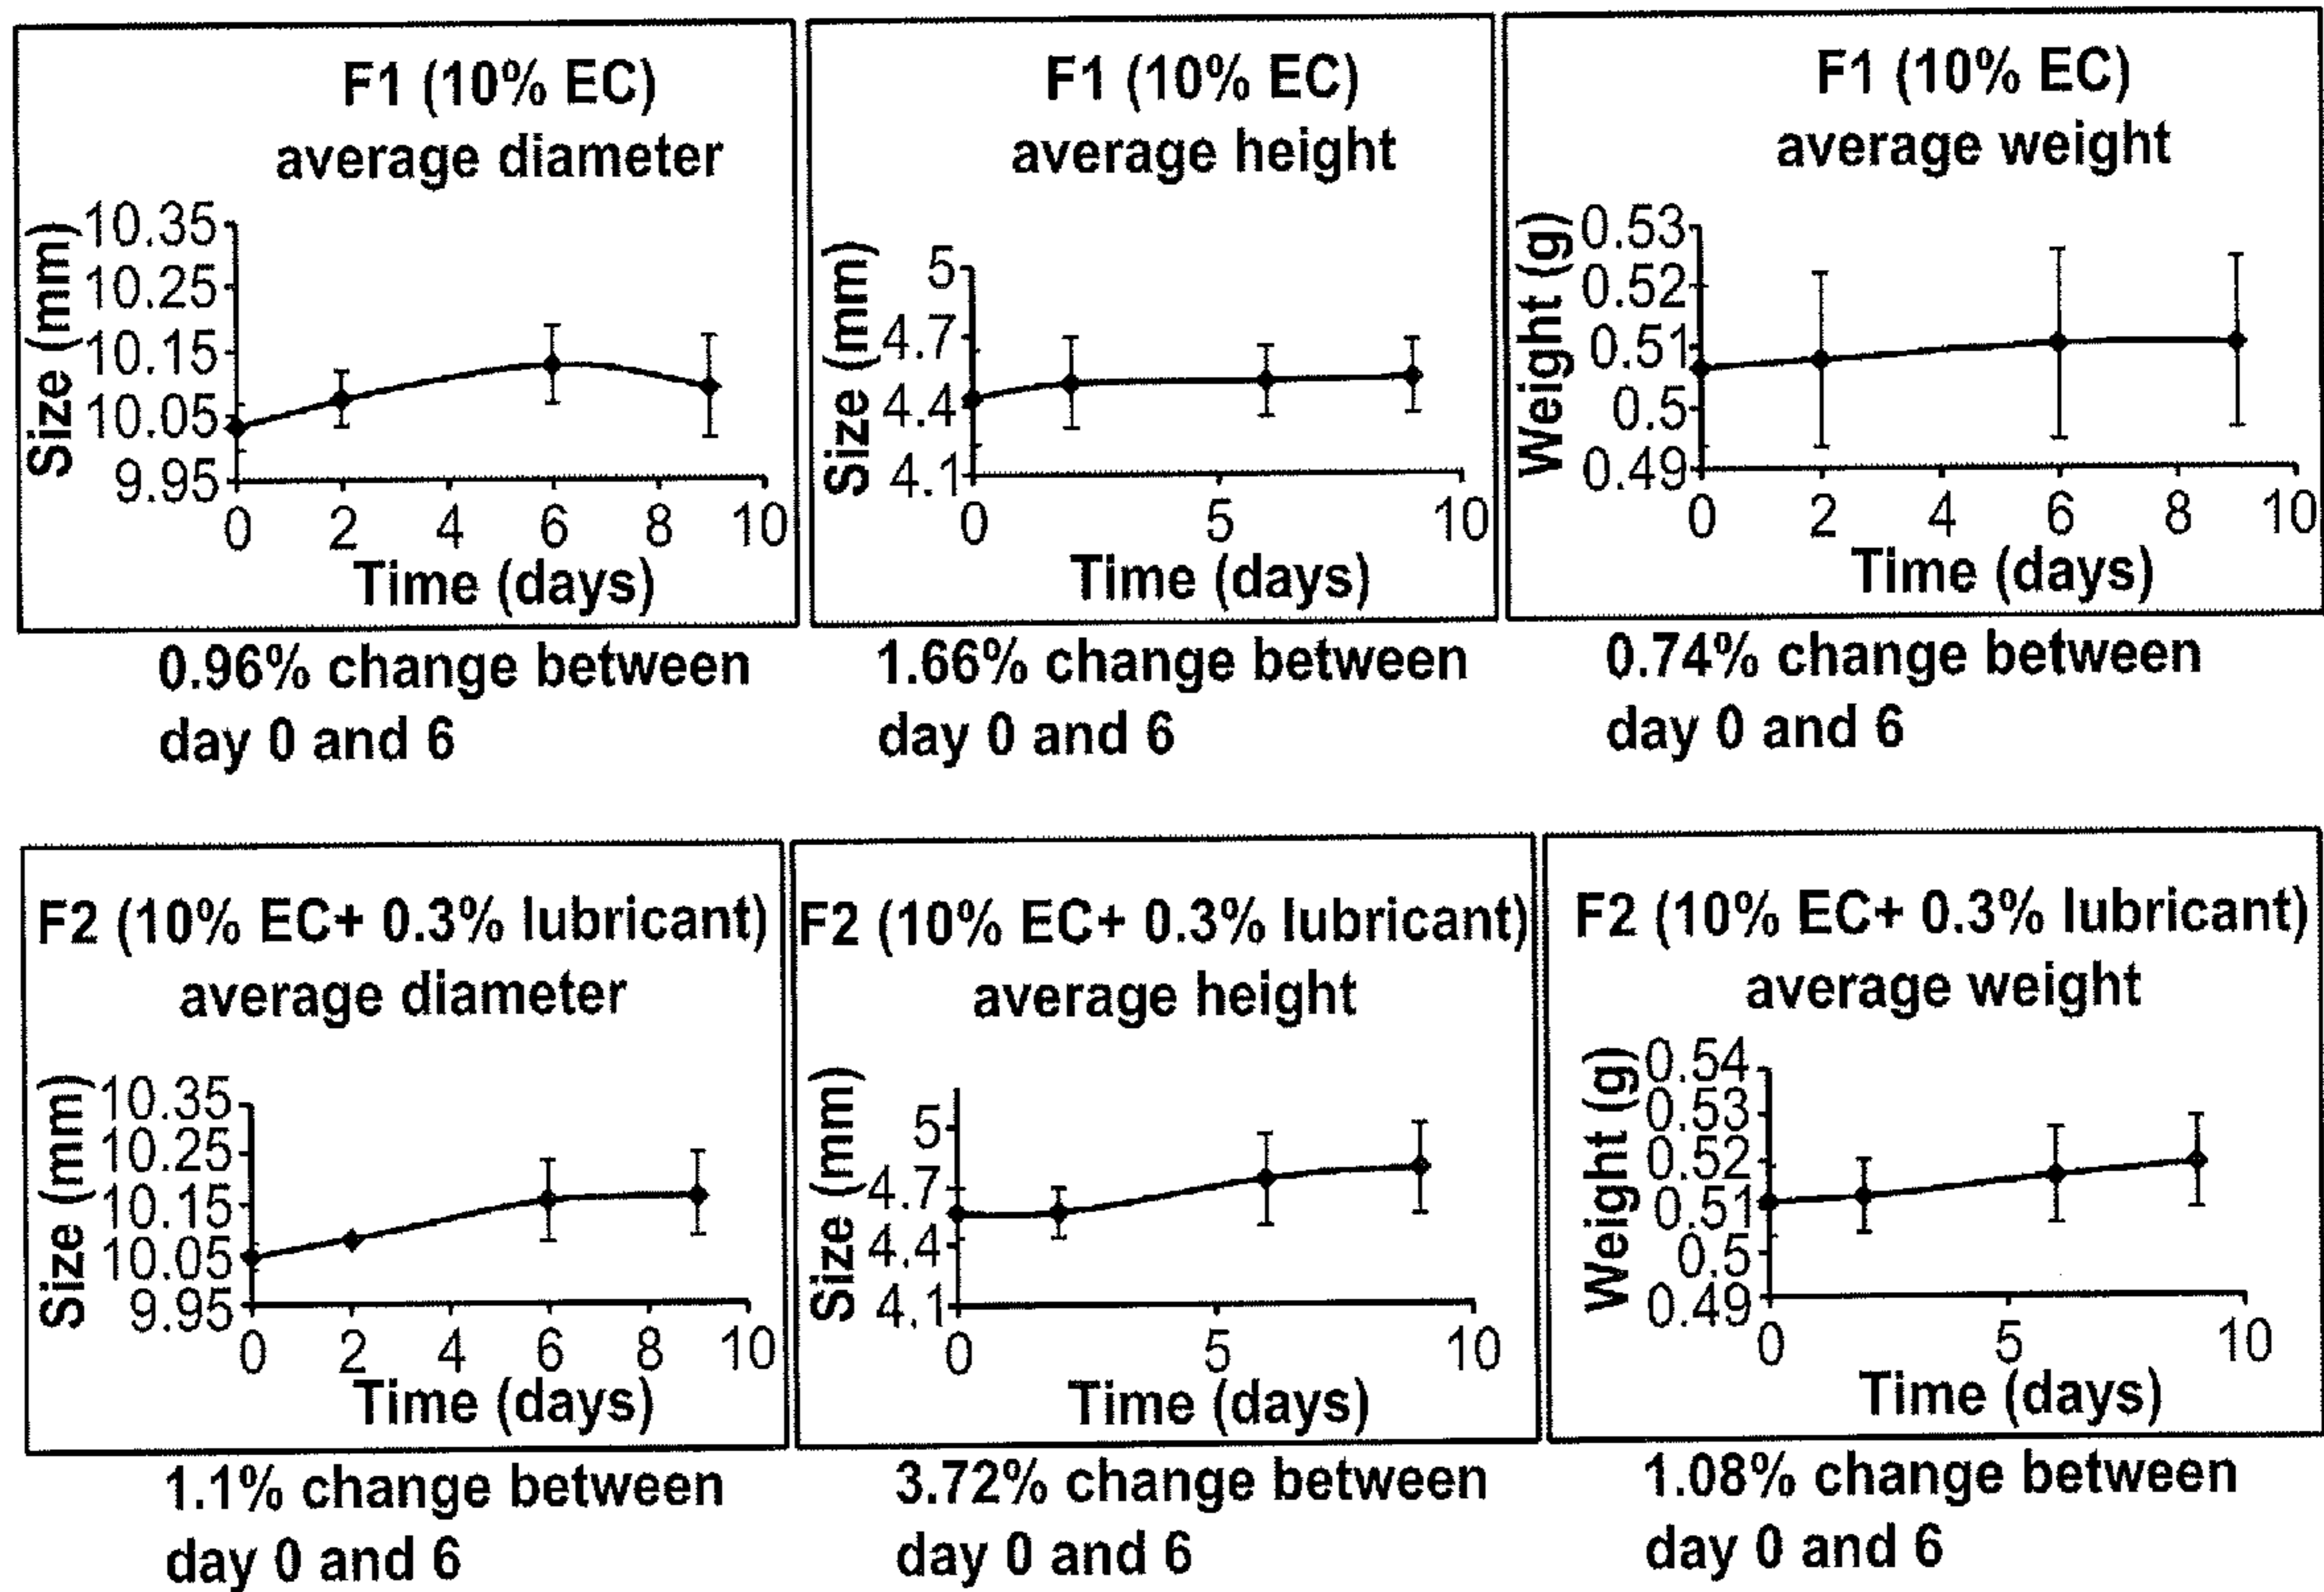 F1 (10% EC)
average diameter
Size (mm)
10.35
10.25
10.15
10.05
9.95
0 2 4 6 8 10
Time (days)
0.96% change between
day 0 and 6
F1 (10% EC)
average height
Size (mm)
5
4.7
4.4
4.1
0 5 10
Time (days)
1.66% change between
day 0 and 6
F1 (10% EC)
average weight
Weight (g)
0.53
0.52
0.51
0.5
0.49
0 2 4 6 8 10
Time (days)
0.74% change between
day 0 and 6
F2 (10% EC+ 0.3% lubricant)
average diameter
Size (mm)
10.35
10.25
10.15
10.05
9.95
0 2 4 6 8 10
Time (days)
1.1% change between
day 0 and 6
F2 (10% EC+ 0.3% lubricant)
average height
Size (mm)
5
4.7
4.4
4.1
0 5 10
Time (days)
3.72% change between
day 0 and 6
F2 (10% EC+ 0.3% lubricant)
average weight
Weight (g)
0.54
0.53
0.52
0.51
0.5
0.49
0 5 10
Time (days)
1.08% change between
day 0 and 6